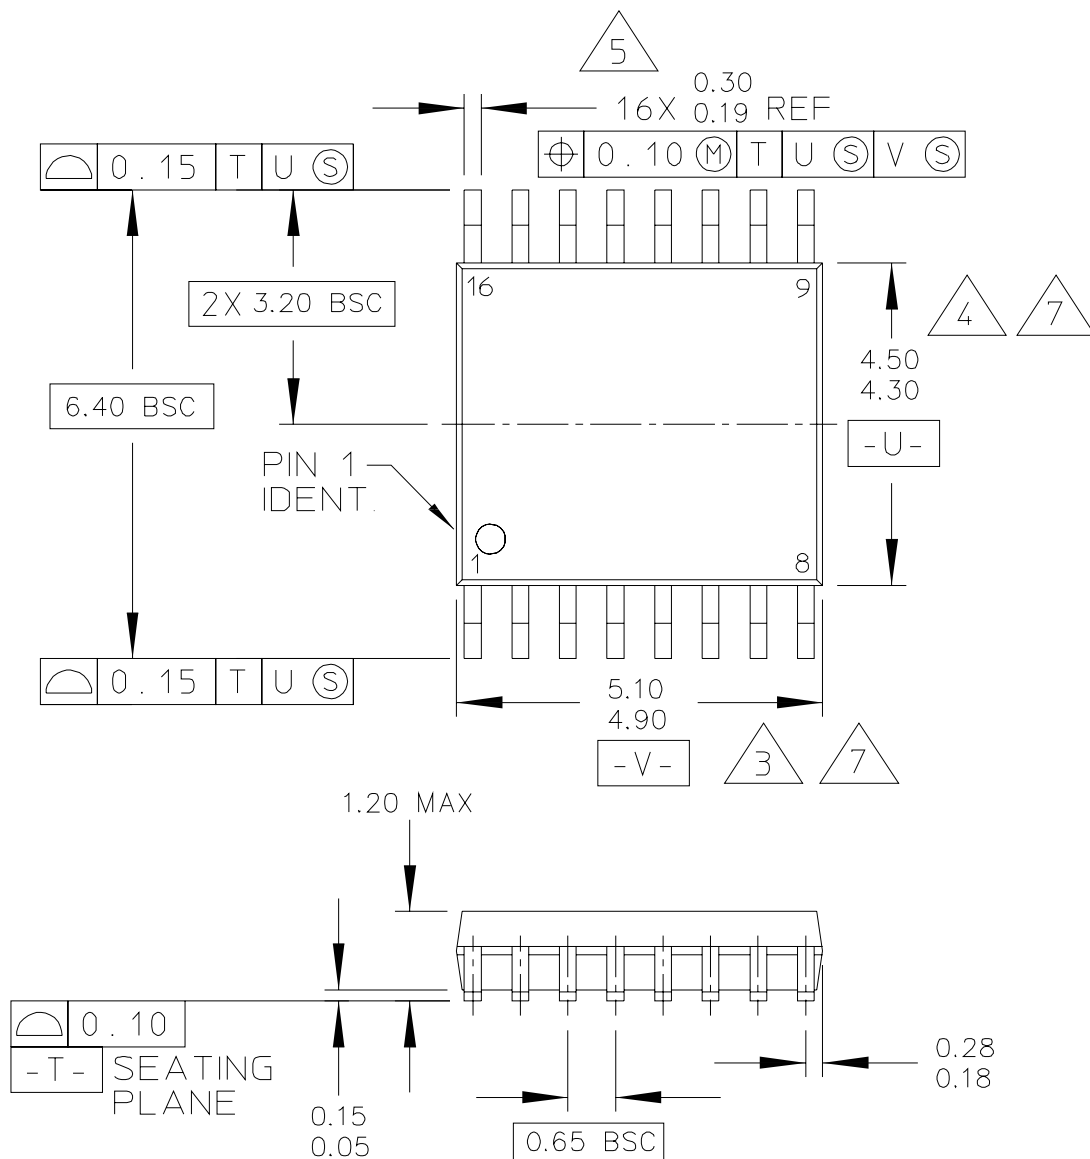 5
0.30
16X 0.19 REF
0.15 T U S
0.10 M T U S V S
16 9
2X 3.20 BSC
4 7
4.50
4.30
6.40 BSC
-U-
PIN 1
IDENT.
1 8
0.15 T U S
5.10
4.90
-V- 3 7
1.20 MAX
0.10
-T- SEATING
PLANE
0.28
0.18
0.15
0.05
0.65 BSC